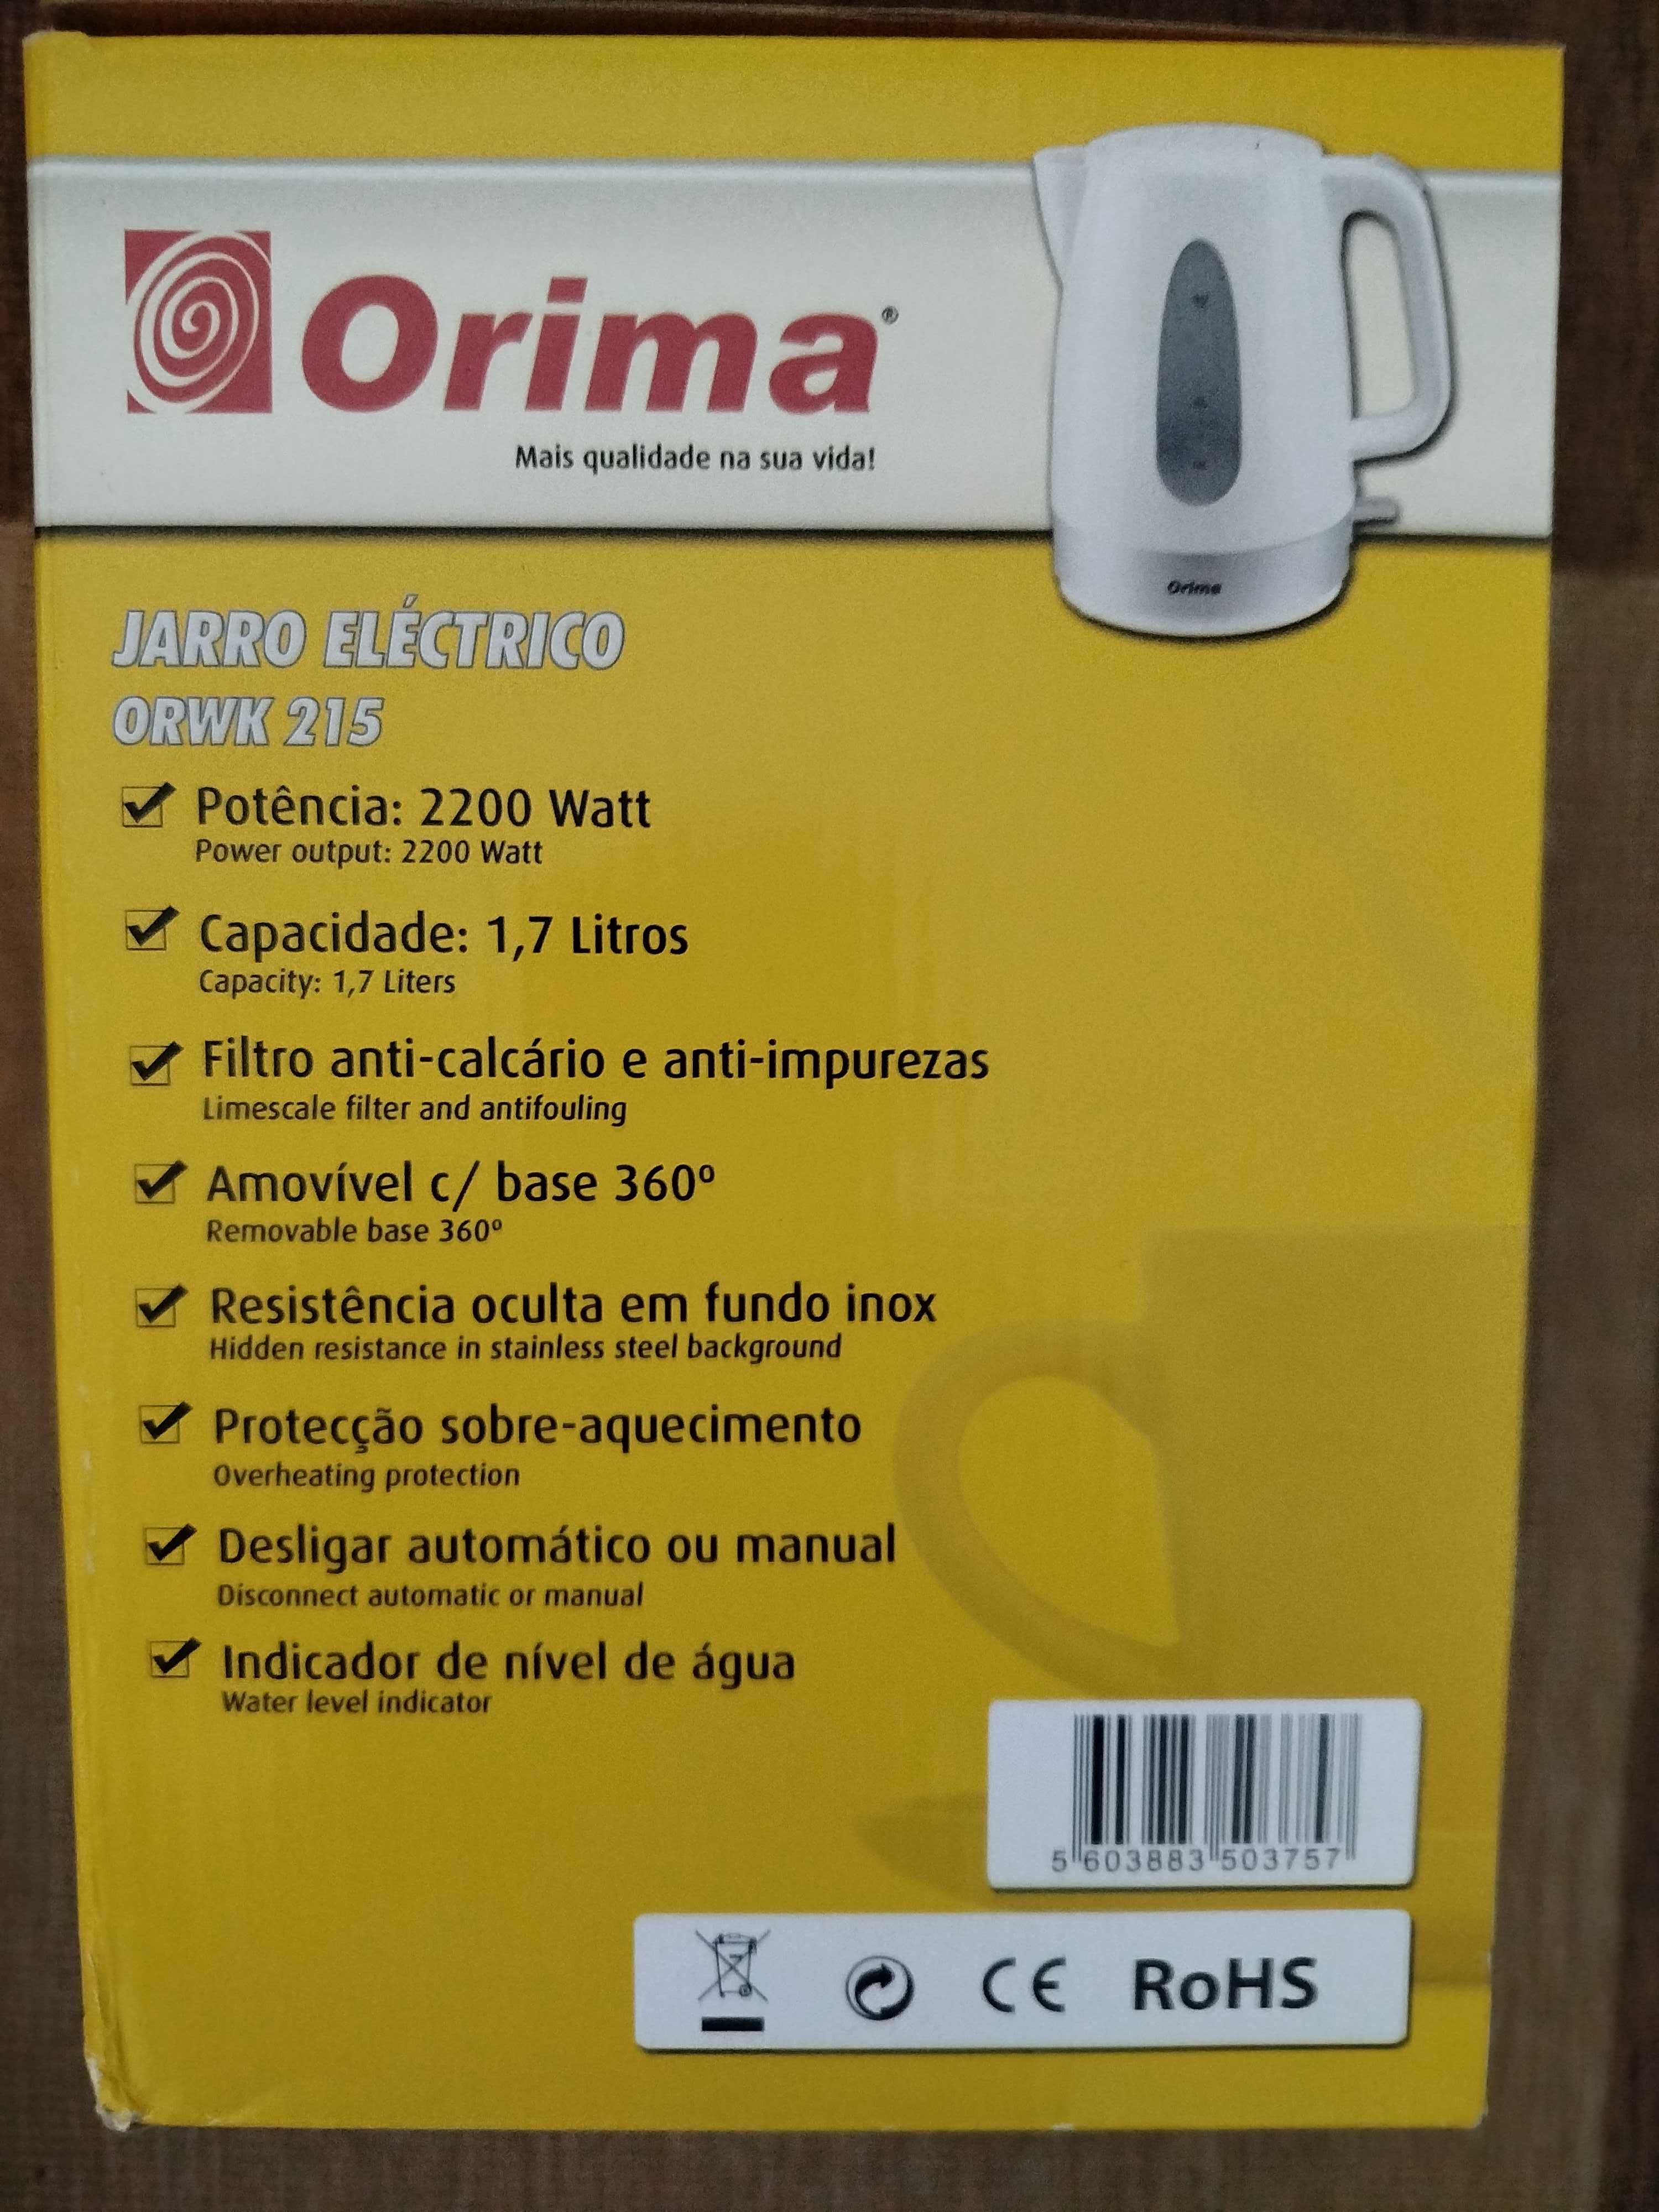 Orima®
Mais qualidade na sua vida!
Orima
JARRO ELÉCTRICO
ORWK 215
Potência: 2200 Watt
Power output: 2200 Watt
Capacidade: 1,7 Litros
Capacity: 1,7 Liters
Filtro anti-calcário e anti-impurezas
Limescale filter and antifouling
Amovível c/ base 360º
Removable base 360º
Resistência oculta em fundo inox
Hidden resistance in stainless steel background
Protecção sobre-aquecimento
Overheating protection
Desligar automático ou manual
Disconnect automatic or manual
Indicador de nível de água
Water level indicator
5 603883 503757
CE RoHS